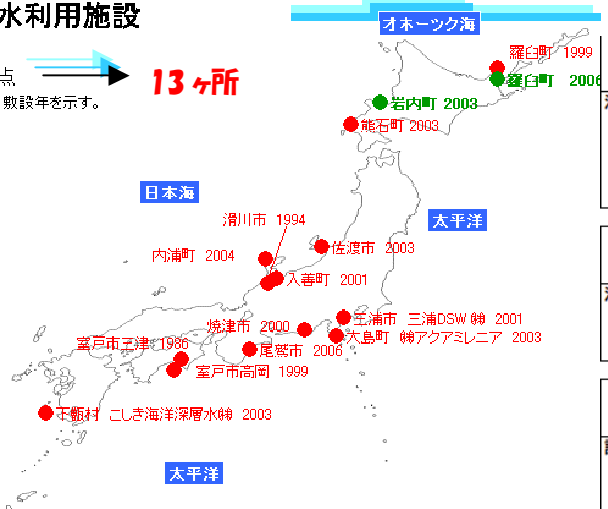 水利用施設
オホーツク海
点
13ヶ所
敷設年を示す。
羅臼町 1999
羅臼町 2006
岩内町 2003
熊石町 2003
日本海
太平洋
滑川市 1994
内浦町 2004
佐渡市 2003
入善町 2001
焼津市 2000
三浦市 三浦DSW㈱ 2001
大島町 ㈱アクアミレニア 2003
室戸市三津 1986
尾鷲市 2006
室戸市高岡 1999
下甑村 こしき海洋深層水㈱ 2003
太平洋